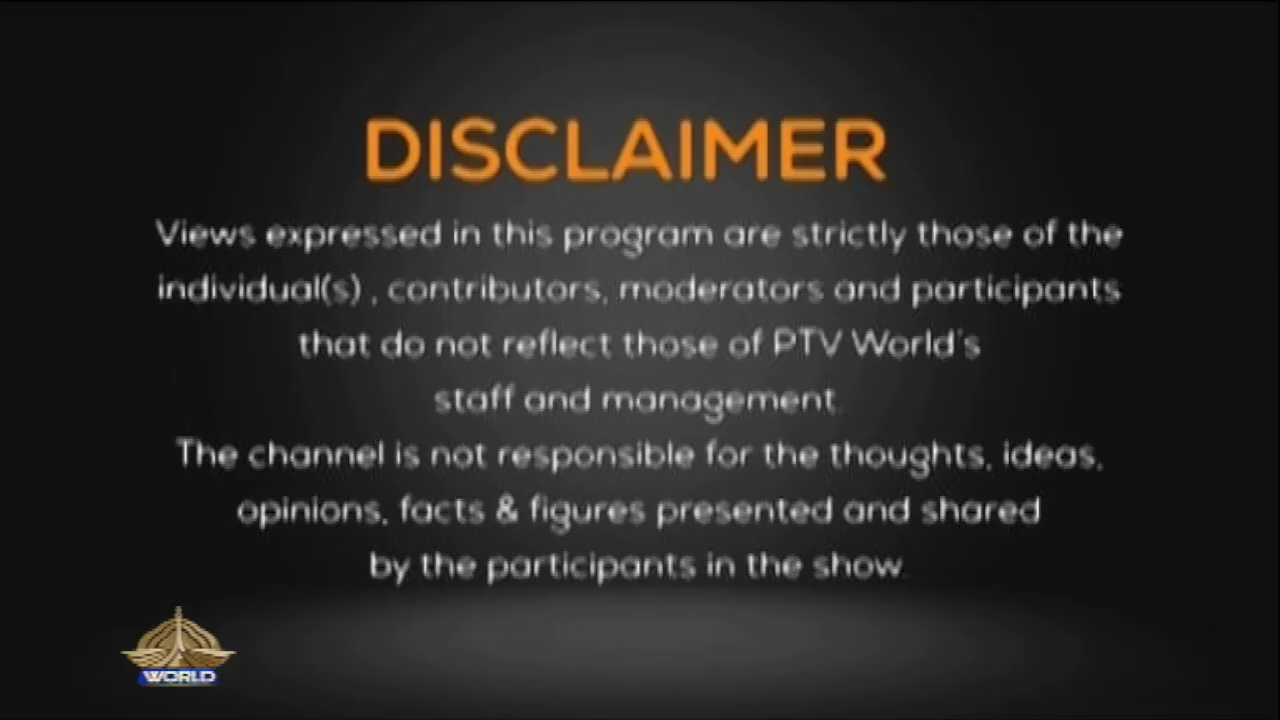 DISCLAIMER
Views expressed in this program are strictly those of the
individual(s) , contributors, moderators and participants
that do not reflect those of PTV World's
staff and management.
The channel is not responsible for the thoughts, ideas,
opinions, facts & figures presented and shared
by the participants in the show.
WORLD